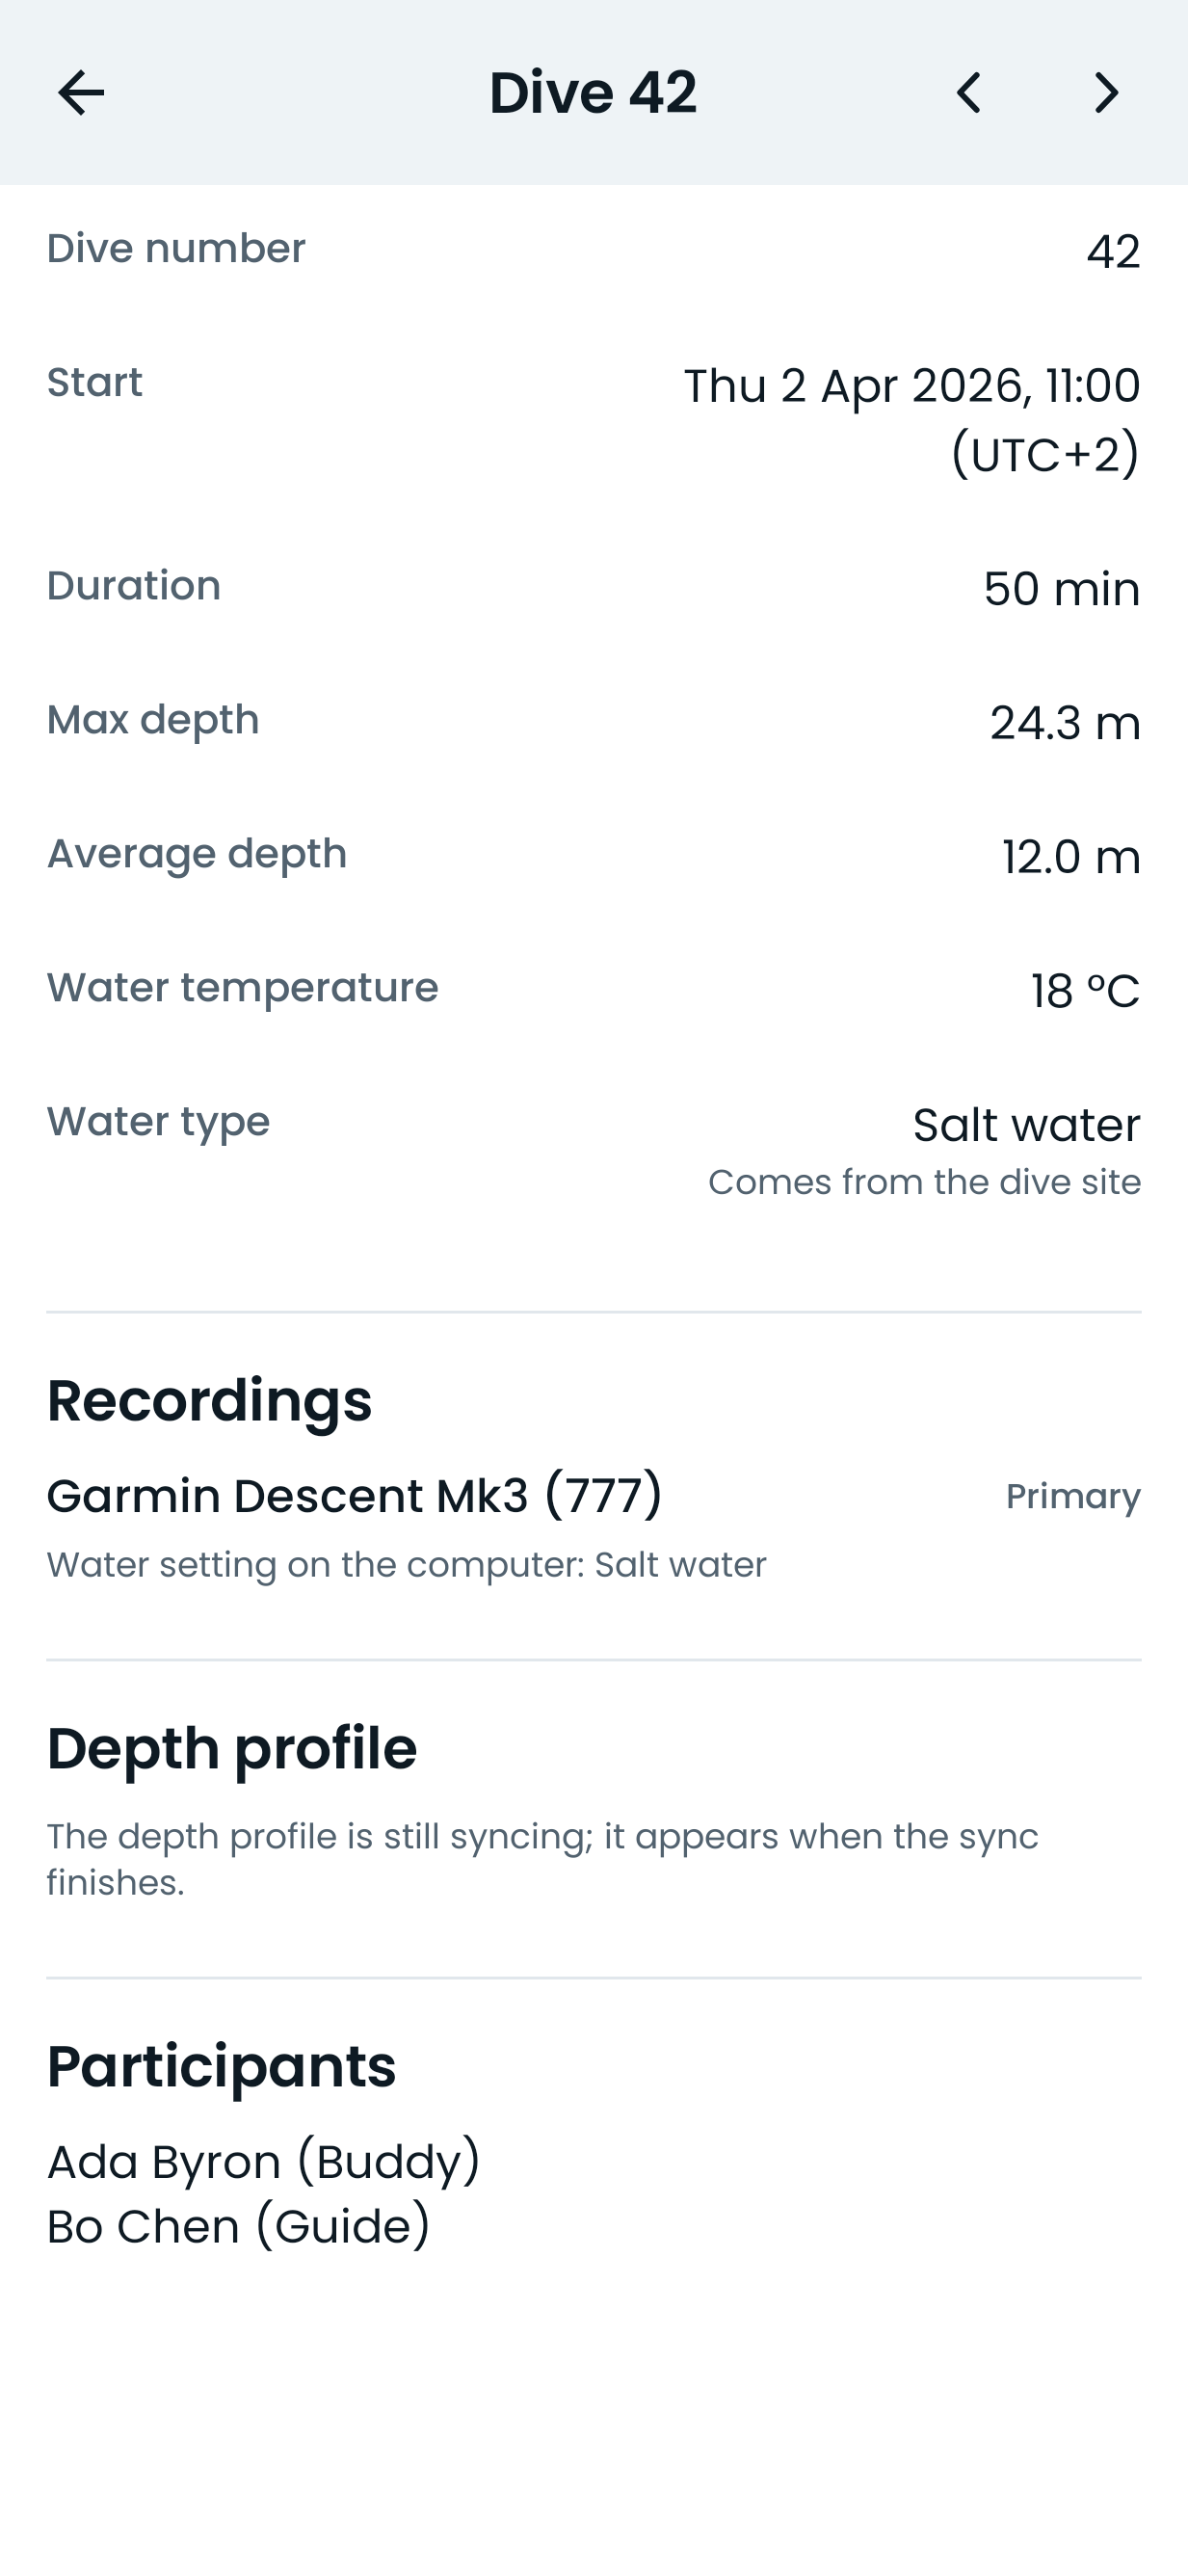 Dive 42
Dive number
42
Start
Thu 2 Apr 2026, 11:00
(UTC+2)
Duration
50 min
Max depth
24.3 m
Average depth
12.0 m
Water temperature
18 °C
Water type
Salt water
Comes from the dive site
Recordings
Garmin Descent Mk3 (777)
Primary
Water setting on the computer: Salt water
Depth profile
The depth profile is still syncing; it appears when the sync
finishes.
Participants
Ada Byron (Buddy)
Bo Chen (Guide)